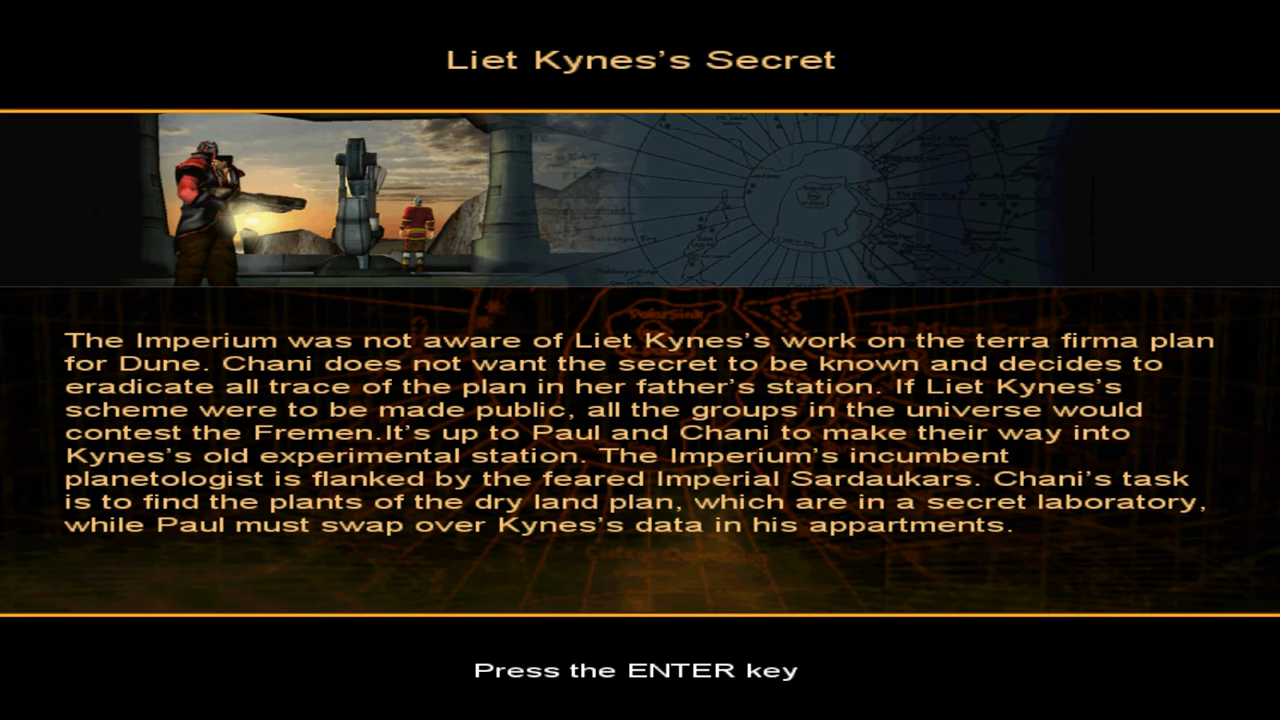 Liet Kynes's Secret
The Imperium was not aware of Liet Kynes's work on the terra firma plan
for Dune. Chani does not want the secret to be known and decides to
eradicate all trace of the plan in her father's station. If Liet Kynes's
scheme were to be made public, all the groups in the universe would
contest the Fremen.It's up to Paul and Chani to make their way into
Kynes's old experimental station. The Imperium's incumbent
planetologist is flanked by the feared Imperial Sardaukars. Chani's task
is to find the plants of the dry land plan, which are in a secret laboratory,
while Paul must swap over Kynes's data in his appartments.
Press the ENTER key